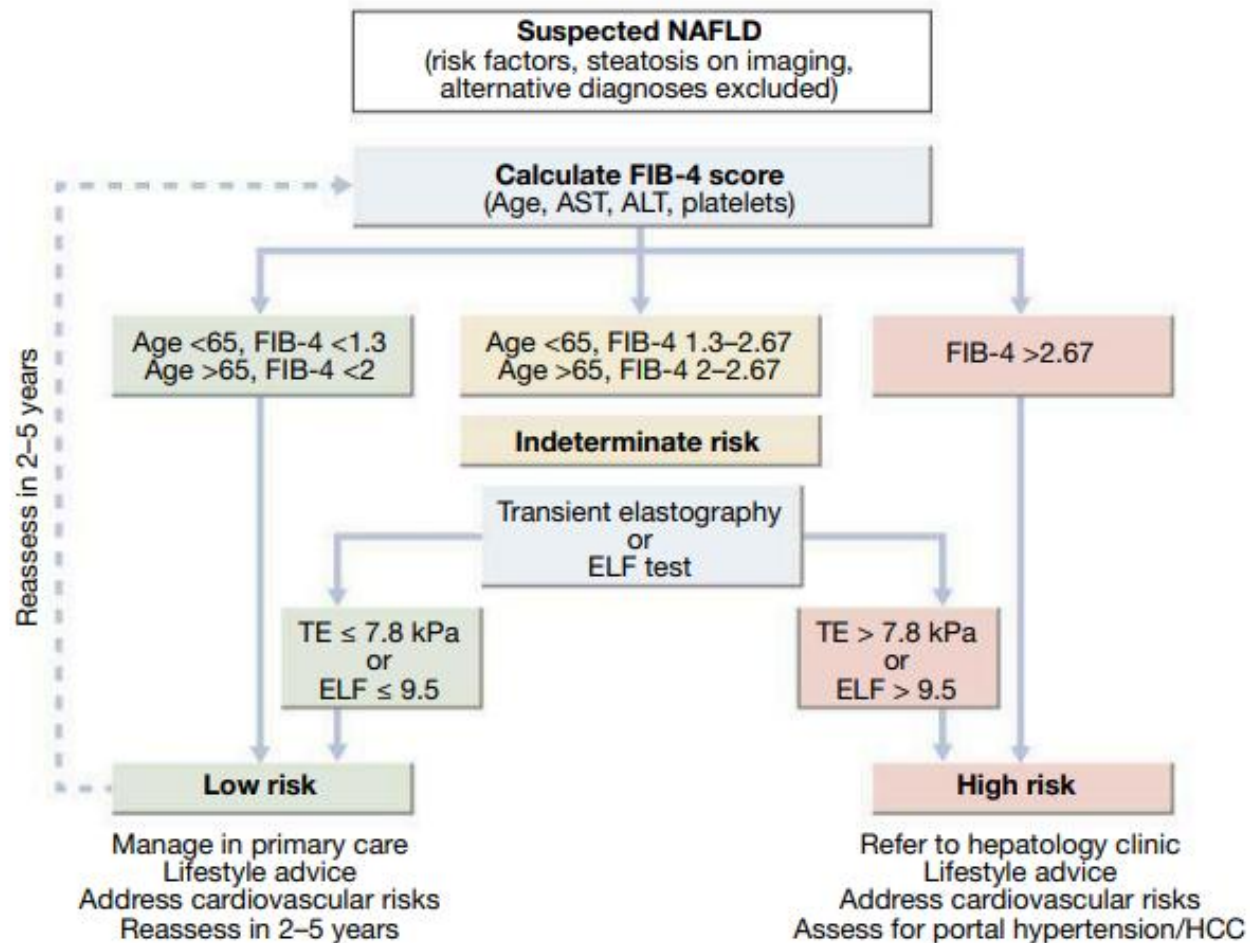 Suspected NAFLD
(risk factors, steatosis on imaging,
alternative diagnoses excluded)
Calculate FIB-4 score
(Age, AST, ALT, platelets)
Age <65, FIB-4 <1.3
Age >65, FIB-4 <2
Age <65, FIB-4 1.3–2.67
Age >65, FIB-4 2–2.67
FIB-4 >2.67
Indeterminate risk
Reassess in 2–5 years
Transient elastography
or
ELF test
TE ≤ 7.8 kPa
or
ELF ≤ 9.5
TE > 7.8 kPa
or
ELF > 9.5
Low risk
Manage in primary care
Lifestyle advice
Address cardiovascular risks
Reassess in 2–5 years
High risk
Refer to hepatology clinic
Lifestyle advice
Address cardiovascular risks
Assess for portal hypertension/HCC